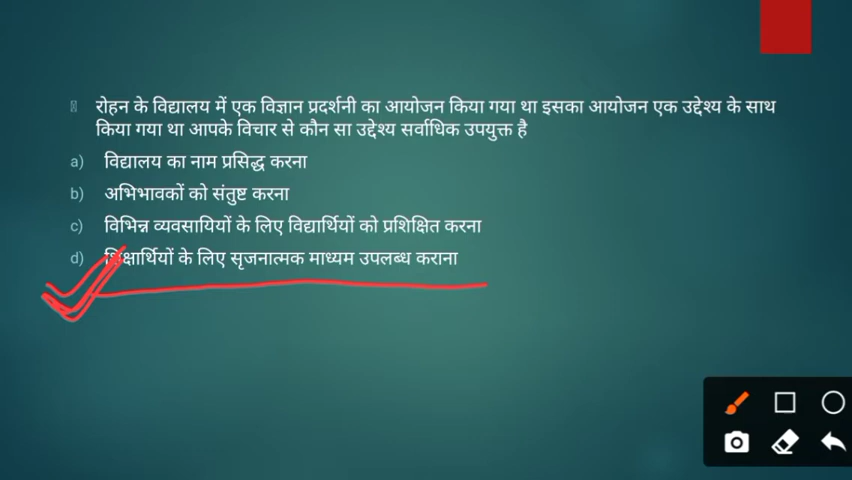 रोहन के विद्यालय में एक विज्ञान प्रदर्शनी का आयोजन किया गया था इसका आयोजन एक उद्देश्य के साथ
किया गया था आपके विचार से कौन सा उद्देश्य सर्वाधिक उपयुक्त है
a) विद्यालय का नाम प्रसिद्ध करना
b) अभिभावकों को संतुष्ट करना
c) विभिन्न व्यवसायियों के लिए विद्यार्थियों को प्रशिक्षित करना
d) शिक्षार्थियों के लिए सृजनात्मक माध्यम उपलब्ध कराना